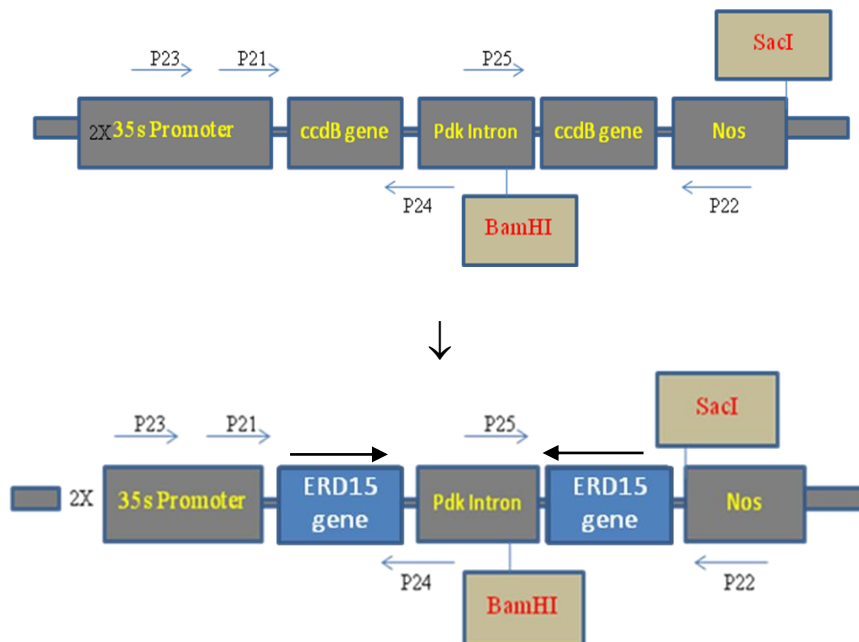 SacI
P23
P21
P25
2X 35s Promoter
ccdB gene
Pdk Intron
ccdB gene
Nos
P24
P22
BamHI
SacI
P23
P21
P25
2X
35s Promoter
ERD15
gene
Pdk Intron
ERD15
gene
Nos
P24
P22
BamHI